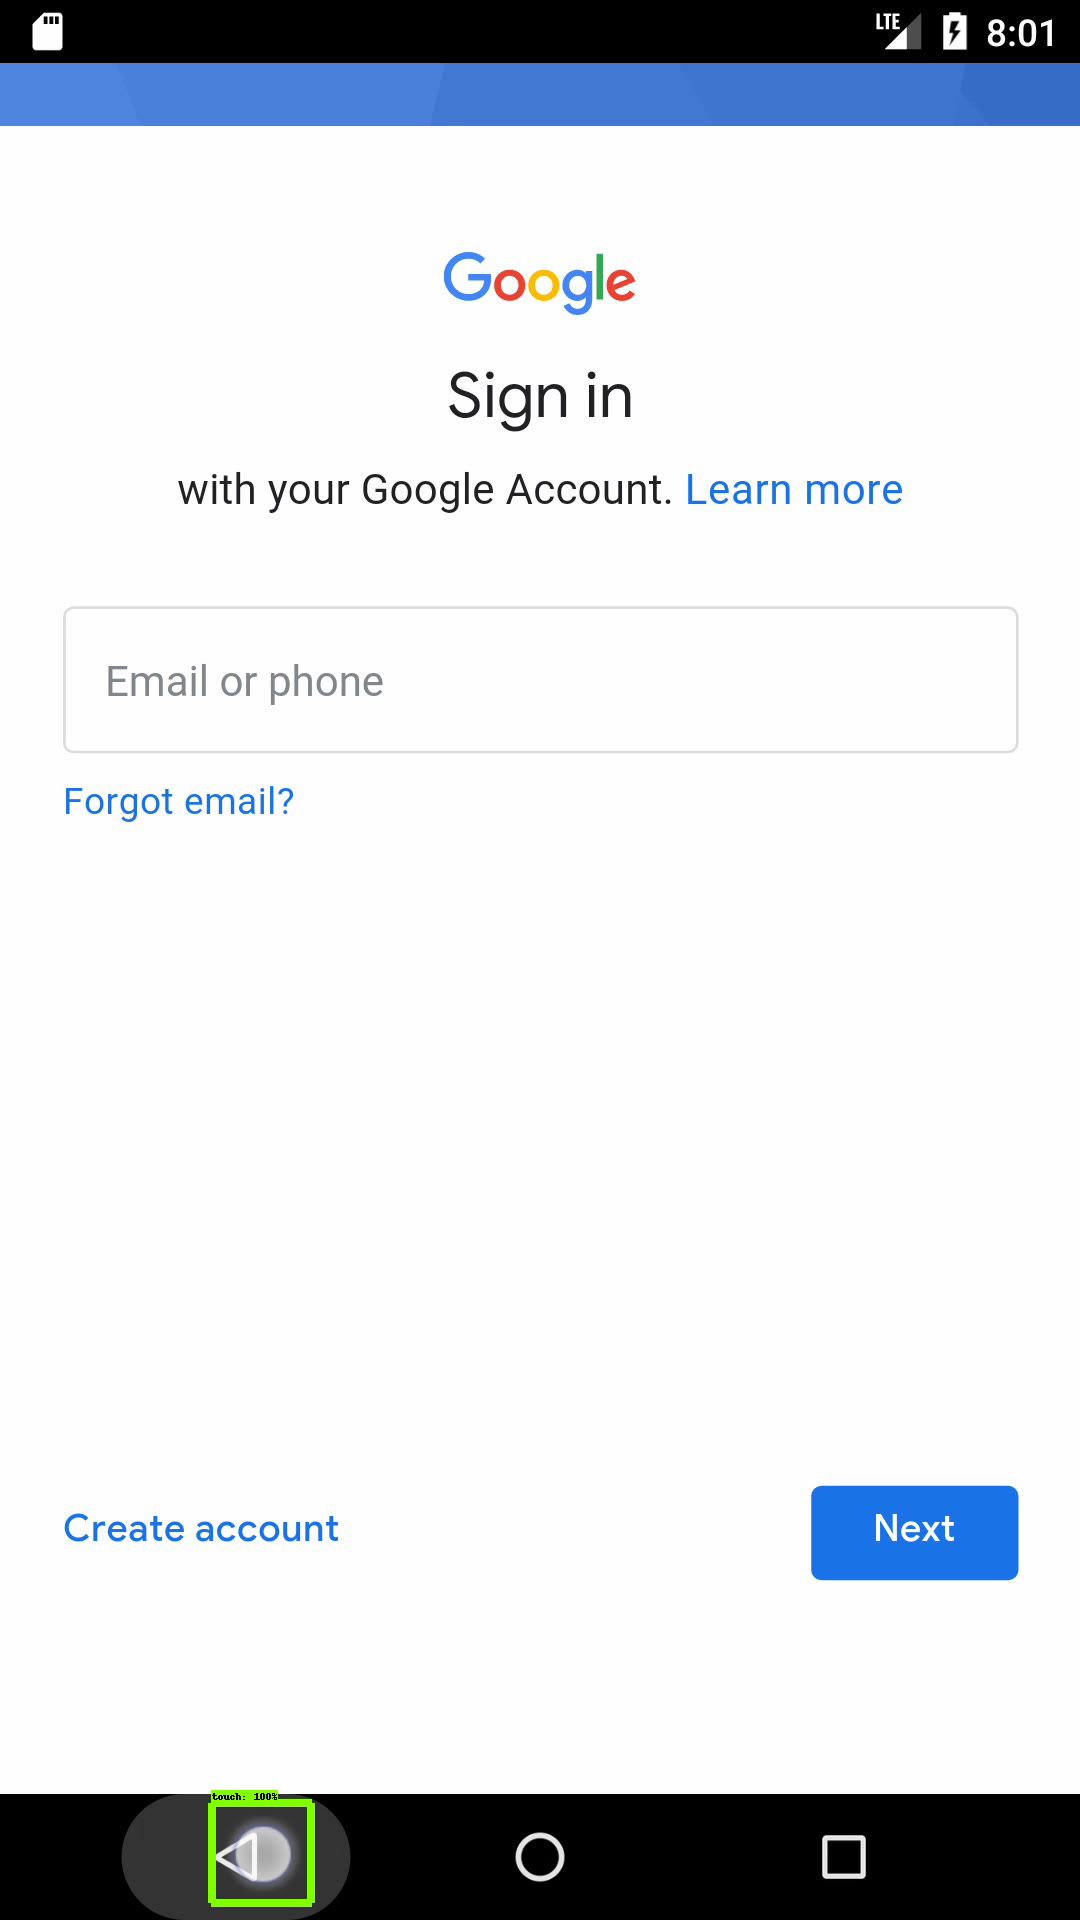 LTE 8:01
Google
Sign in
with your Google Account. Learn more
Email or phone
Forgot email?
Create account
Next
touch: 100%